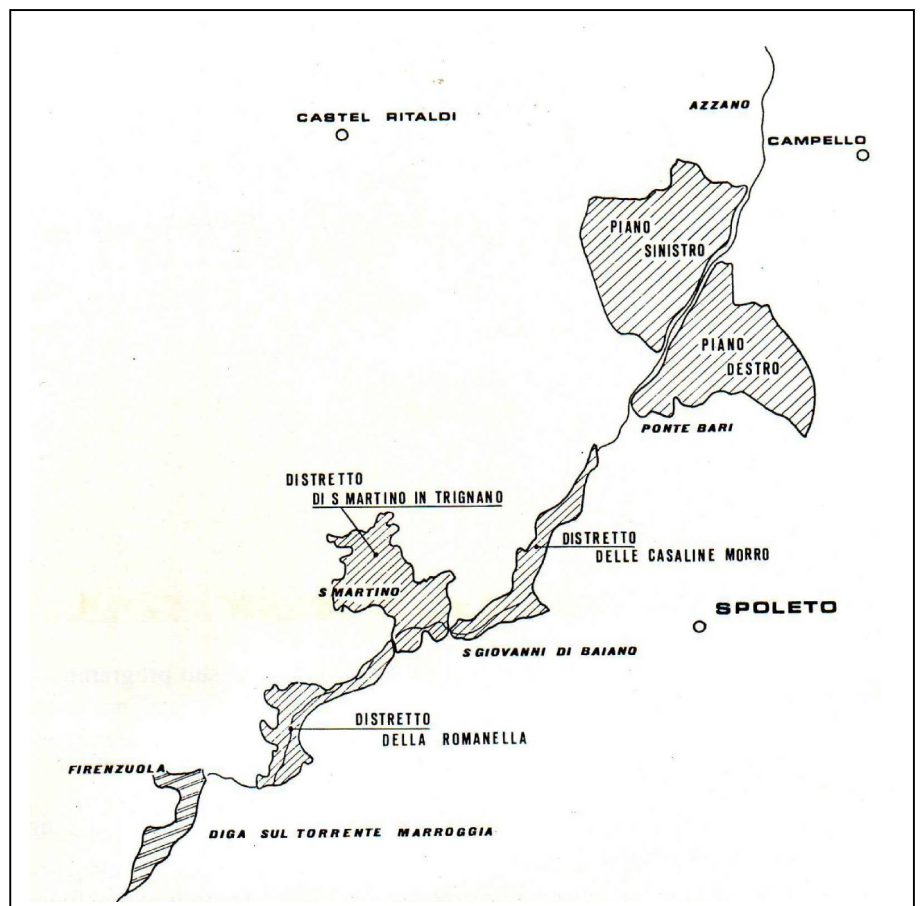 AZZANO
CASTEL RITALDI
CAMPELLO
PIANO
SINISTRO
PIANO
DESTRO
PONTE BARI
DISTRETTO
DI S MARTINO IN TRIGNANO
DISTRETTO
DELLE CASALINE MORRO
S MARTINO
SPOLETO
S GIOVANNI DI BAIANO
DISTRETTO
DELLA ROMANELLA
FIRENZUOLA
DIGA SUL TORRENTE MARROGGIA